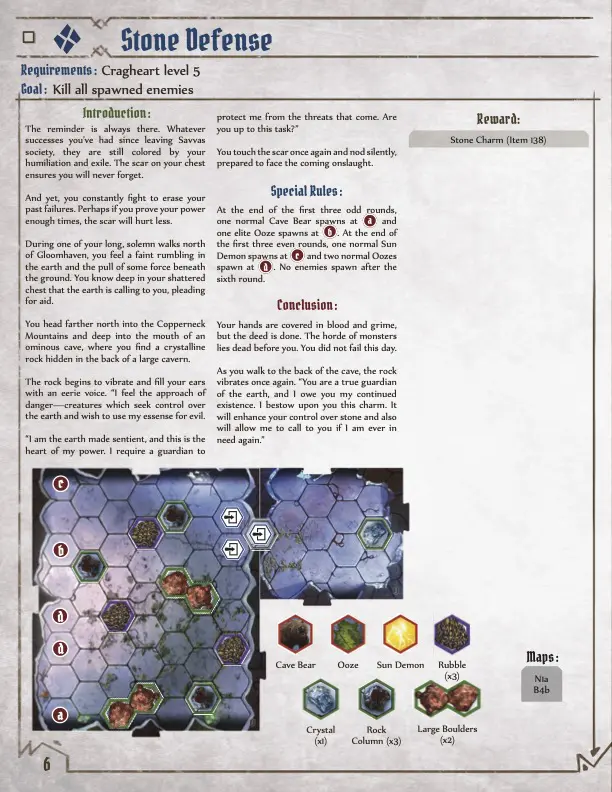 Stone Defense
Requirements: Cragheart level 5
Goal: Kill all spawned enemies
Introduction:
The reminder is always there. Whatever
successes you've had since leaving Savvas
society, they are still colored by your
humiliation and exile. The scar on your chest
ensures you will never forget.
And yet, you constantly fight to erase your
past failures. Perhaps if you prove your power
enough times, the scar will hurt less.
During one of your long, solemn walks north
of Gloomhaven, you feel a faint rumbling in
the earth and the pull of some force beneath
the ground. You know deep in your shattered
chest that the earth is calling to you, pleading
for aid.
You head farther north into the Copperneck
Mountains and deep into the mouth of an
ominous cave, where you find a crystalline
rock hidden in the back of a large cavern.
The rock begins to vibrate and fill your ears
with an eerie voice. "I feel the approach of
danger—creatures which seek control over
the earth and wish to use my essense for evil.
"I am the earth made sentient, and this is the
heart of my power. I require a guardian to
protect me from the threats that come. Are
you up to this task?"
You touch the scar once again and nod silently,
prepared to face the coming onslaught.
Special Rules:
At the end of the first three odd rounds,
one normal Cave Bear spawns at a and
one elite Ooze spawns at b. At the end of
the first three even rounds, one normal Sun
Demon spawns at c and two normal Oozes
spawn at d. No enemies spawn after the
sixth round.
Conclusion:
Your hands are covered in blood and grime,
but the deed is done. The horde of monsters
lies dead before you. You did not fail this day.
As you walk to the back of the cave, the rock
vibrates once again. "You are a true guardian
of the earth, and I owe you my continued
existence. I bestow upon you this charm. It
will enhance your control over stone and also
will allow me to call to you if I am ever in
need again."
Reward:
Stone Charm (Item 138)
c
b
d
d
a
Cave Bear
Ooze
Sun Demon
Rubble
(x3)
Crystal
(x1)
Rock
Column (x3)
Large Boulders
(x2)
Maps:
N1a
B4b
6